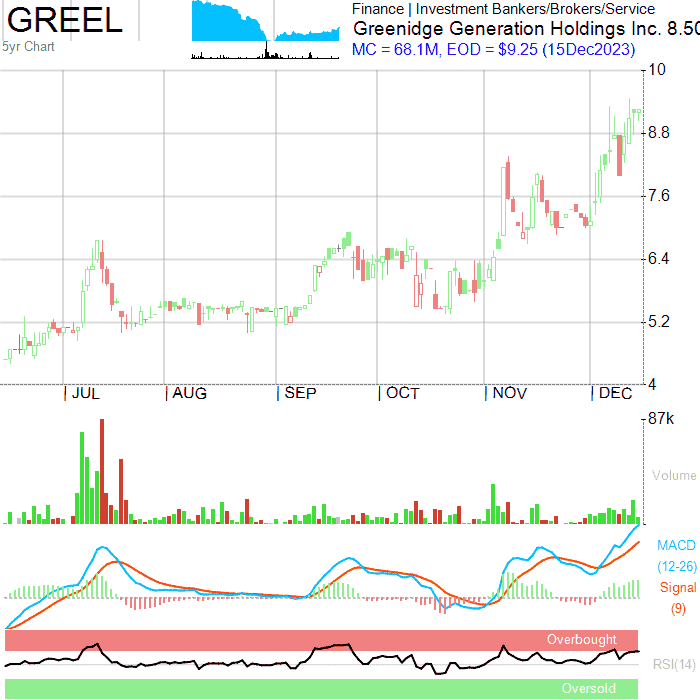 GREEL
5yr Chart
Finance | Investment Bankers/Brokers/Service
Greenidge Generation Holdings Inc. 8.50
MC = 68.1M, EOD = $9.25 (15Dec2023)
10
8.8
7.6
6.4
5.2
4
| JUL | AUG | SEP | OCT | NOV | DEC
87k
Volume
MACD
(12-26)
Signal
(9)
Overbought
RSI(14)
Oversold